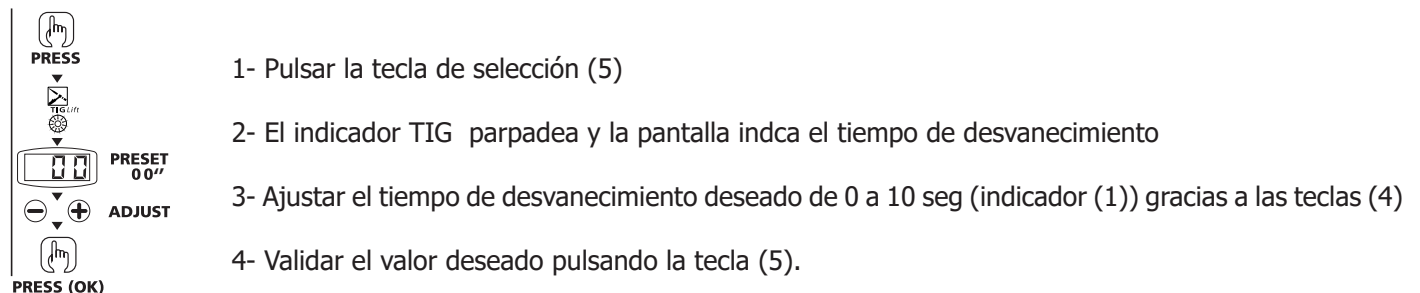 PRESS
1- Pulsar la tecla de selección (5)
TIG Lift
2- El indicador TIG  parpadea y la pantalla indca el tiempo de desvanecimiento
00
PRESET
00’’
3- Ajustar el tiempo de desvanecimiento deseado de 0 a 10 seg (indicador (1)) gracias a las teclas (4)
ADJUST
4- Validar el valor deseado pulsando la tecla (5).
PRESS (OK)